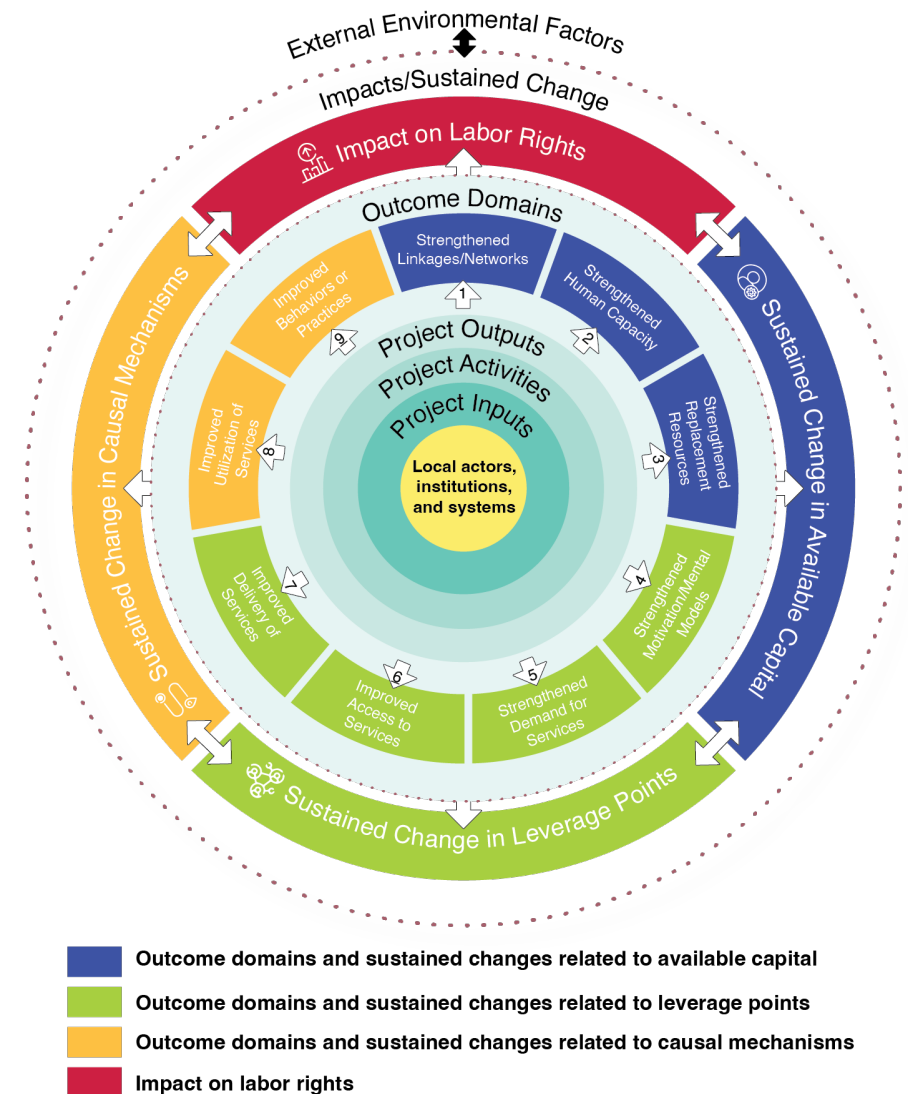 External Environmental Factors
Impacts/Sustained Change
Impact on Labor Rights
Outcome Domains
Strengthened
Linkages/Networks
1
Strengthened
Human Capacity
2
Strengthened
Replacement
Resources
3
Strengthened
Motivation/Mental
Models
4
Strengthened
Demand for
Services
5
Improved
Access to
Services
6
Improved
Delivery of
Services
7
Improved
Utilization of
Services
8
Improved
Behaviors or
Practices
9
Project Outputs
Project Activities
Project Inputs
Local actors,
institutions,
and systems
Sustained Change in Available Capital
Sustained Change in Leverage Points
Sustained Change in Causal Mechanisms
Outcome domains and sustained changes related to available capital
Outcome domains and sustained changes related to leverage points
Outcome domains and sustained changes related to causal mechanisms
Impact on labor rights